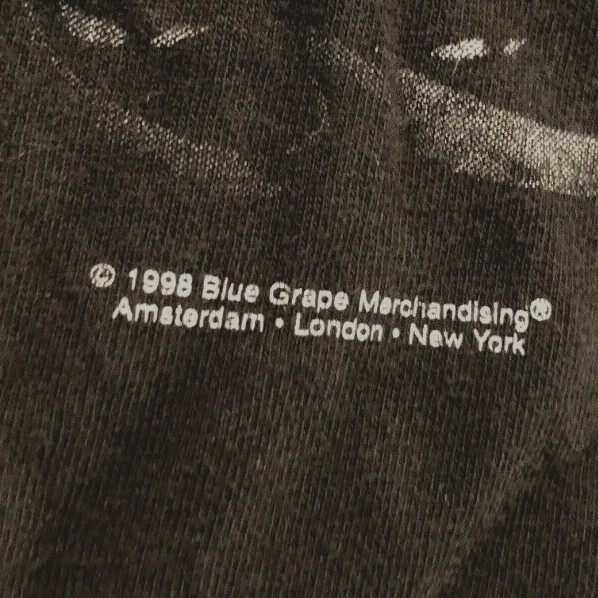 © 1998 Blue Grape Merchandising®
Amsterdam • London • New York